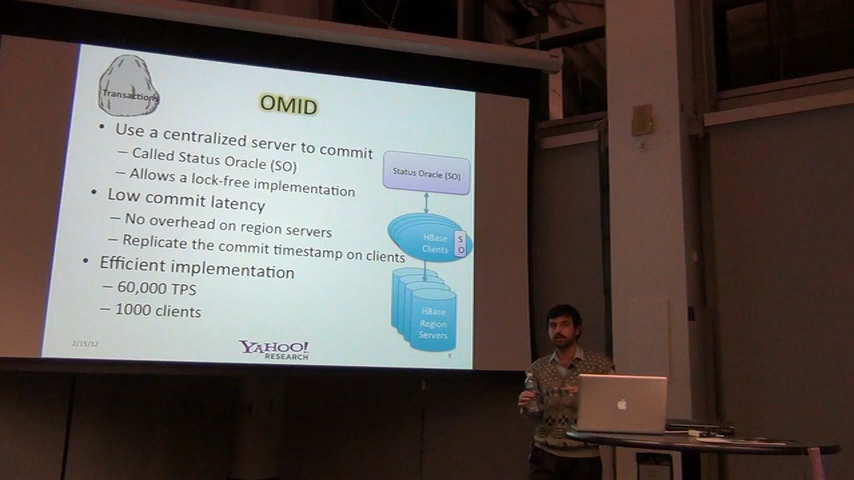 Transactions
OMID
• Use a centralized server to commit
– Called Status Oracle (SO)
– Allows a lock-free implementation
• Low commit latency
– No overhead on region servers
– Replicate the commit timestamp on clients
• Efficient implementation
– 60,000 TPS
– 1000 clients
Status Oracle (SO)
HBase
Clients
S
O
HBase
Region
Servers
2/15/12
YAHOO!
RESEARCH